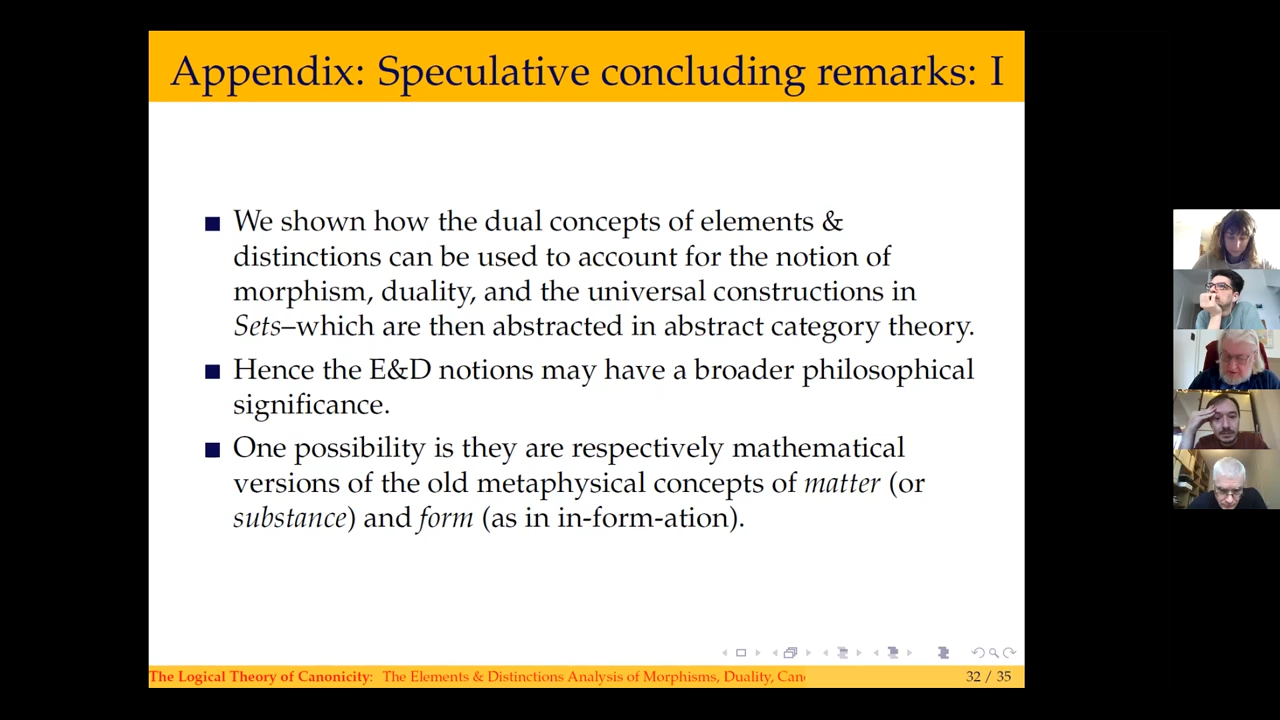 Appendix: Speculative concluding remarks: I
We shown how the dual concepts of elements &
distinctions can be used to account for the notion of
morphism, duality, and the universal constructions in
Sets–which are then abstracted in abstract category theory.
Hence the E&D notions may have a broader philosophical
significance.
One possibility is they are respectively mathematical
versions of the old metaphysical concepts of matter (or
substance) and form (as in in-form-ation).
The Logical Theory of Canonicity: The Elements & Distinctions Analysis of Morphisms, Duality, Can
32 / 35